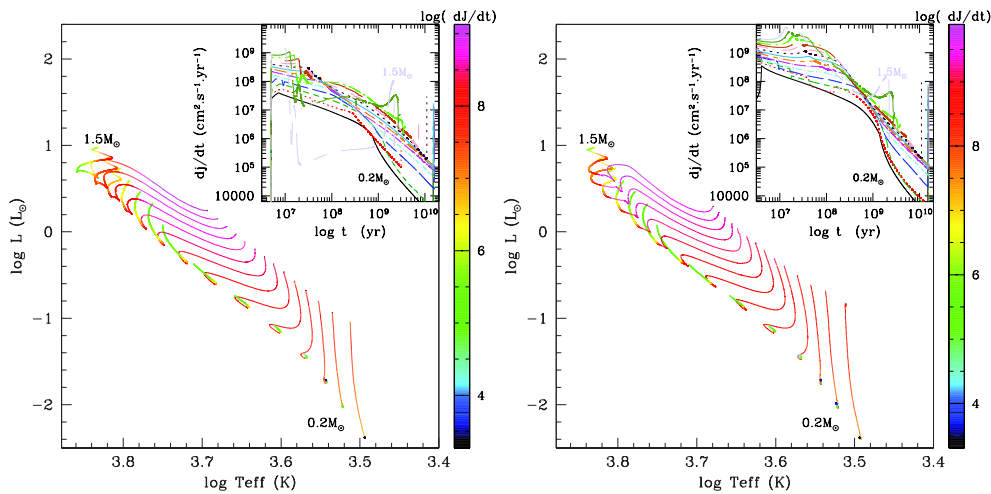 log( dJ/dt)
2
1
0
−1
−2
log L (L⊙)
3.8
3.7
3.6
3.5
3.4
log Teff (K)
1.5M⊙
0.2M⊙
dj/dt (cm².s⁻¹.yr⁻¹)
10⁹
10⁸
10⁷
10⁶
10⁵
10000
10⁷
10⁸
10⁹
10¹⁰
log t (yr)
1.5M⊙
0.2M⊙
8
6
4
log( dJ/dt)
2
1
0
−1
−2
log L (L⊙)
3.8
3.7
3.6
3.5
3.4
log Teff (K)
1.5M⊙
0.2M⊙
dj/dt (cm².s⁻¹.yr⁻¹)
10⁹
10⁸
10⁷
10⁶
10⁵
10000
10⁷
10⁸
10⁹
10¹⁰
log t (yr)
1.5M⊙
0.2M⊙
8
6
4